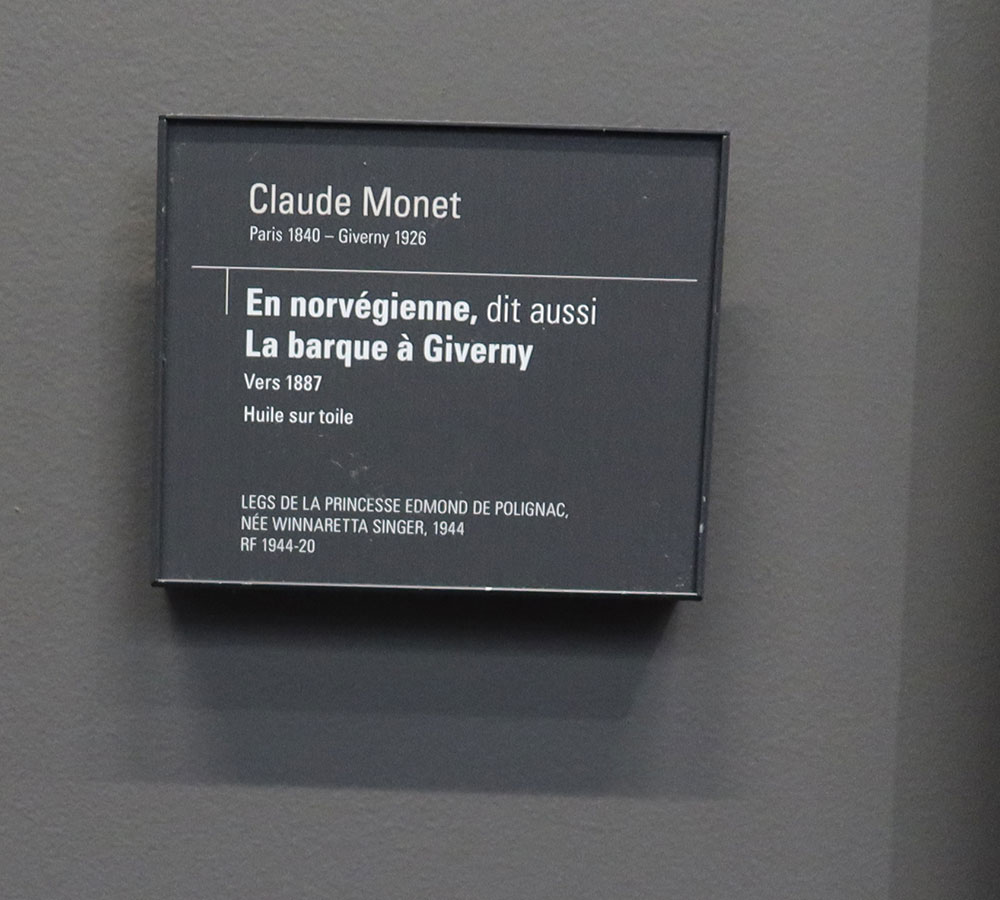 Claude Monet
Paris 1840 – Giverny 1926
En norvégienne, dit aussi
La barque à Giverny
Vers 1887
Huile sur toile
LEGS DE LA PRINCESSE EDMOND DE POLIGNAC,
NÉE WINNARETTA SINGER, 1944
RF 1944-20